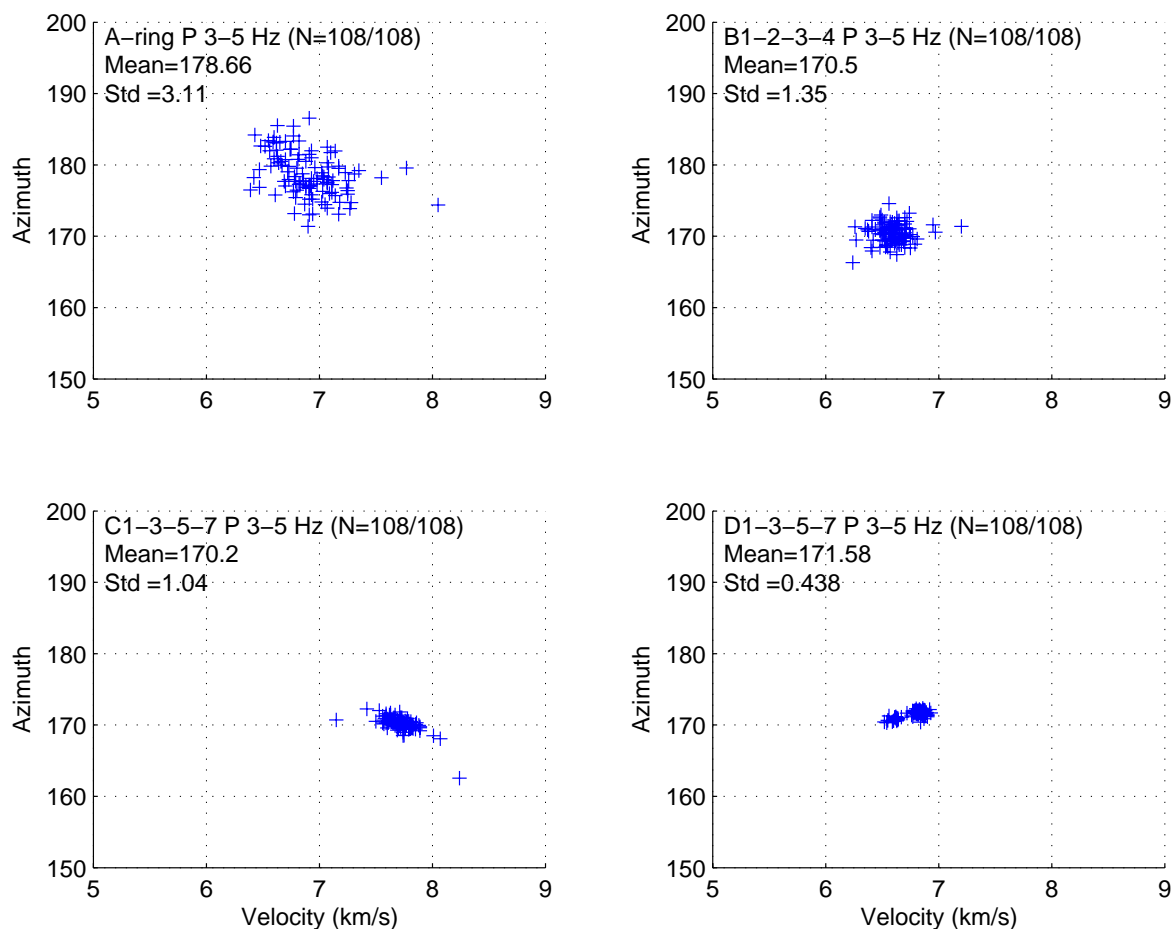 200
190
180
170
160
150
Azimuth
A−ring P 3−5 Hz (N=108/108)
Mean=178.66
Std =3.11
5 6 7 8 9
200
190
180
170
160
150
Azimuth
B1−2−3−4 P 3−5 Hz (N=108/108)
Mean=170.5
Std =1.35
5 6 7 8 9
200
190
180
170
160
150
Azimuth
C1−3−5−7 P 3−5 Hz (N=108/108)
Mean=170.2
Std =1.04
5 6 7 8 9
Velocity (km/s)
200
190
180
170
160
150
Azimuth
D1−3−5−7 P 3−5 Hz (N=108/108)
Mean=171.58
Std =0.438
5 6 7 8 9
Velocity (km/s)